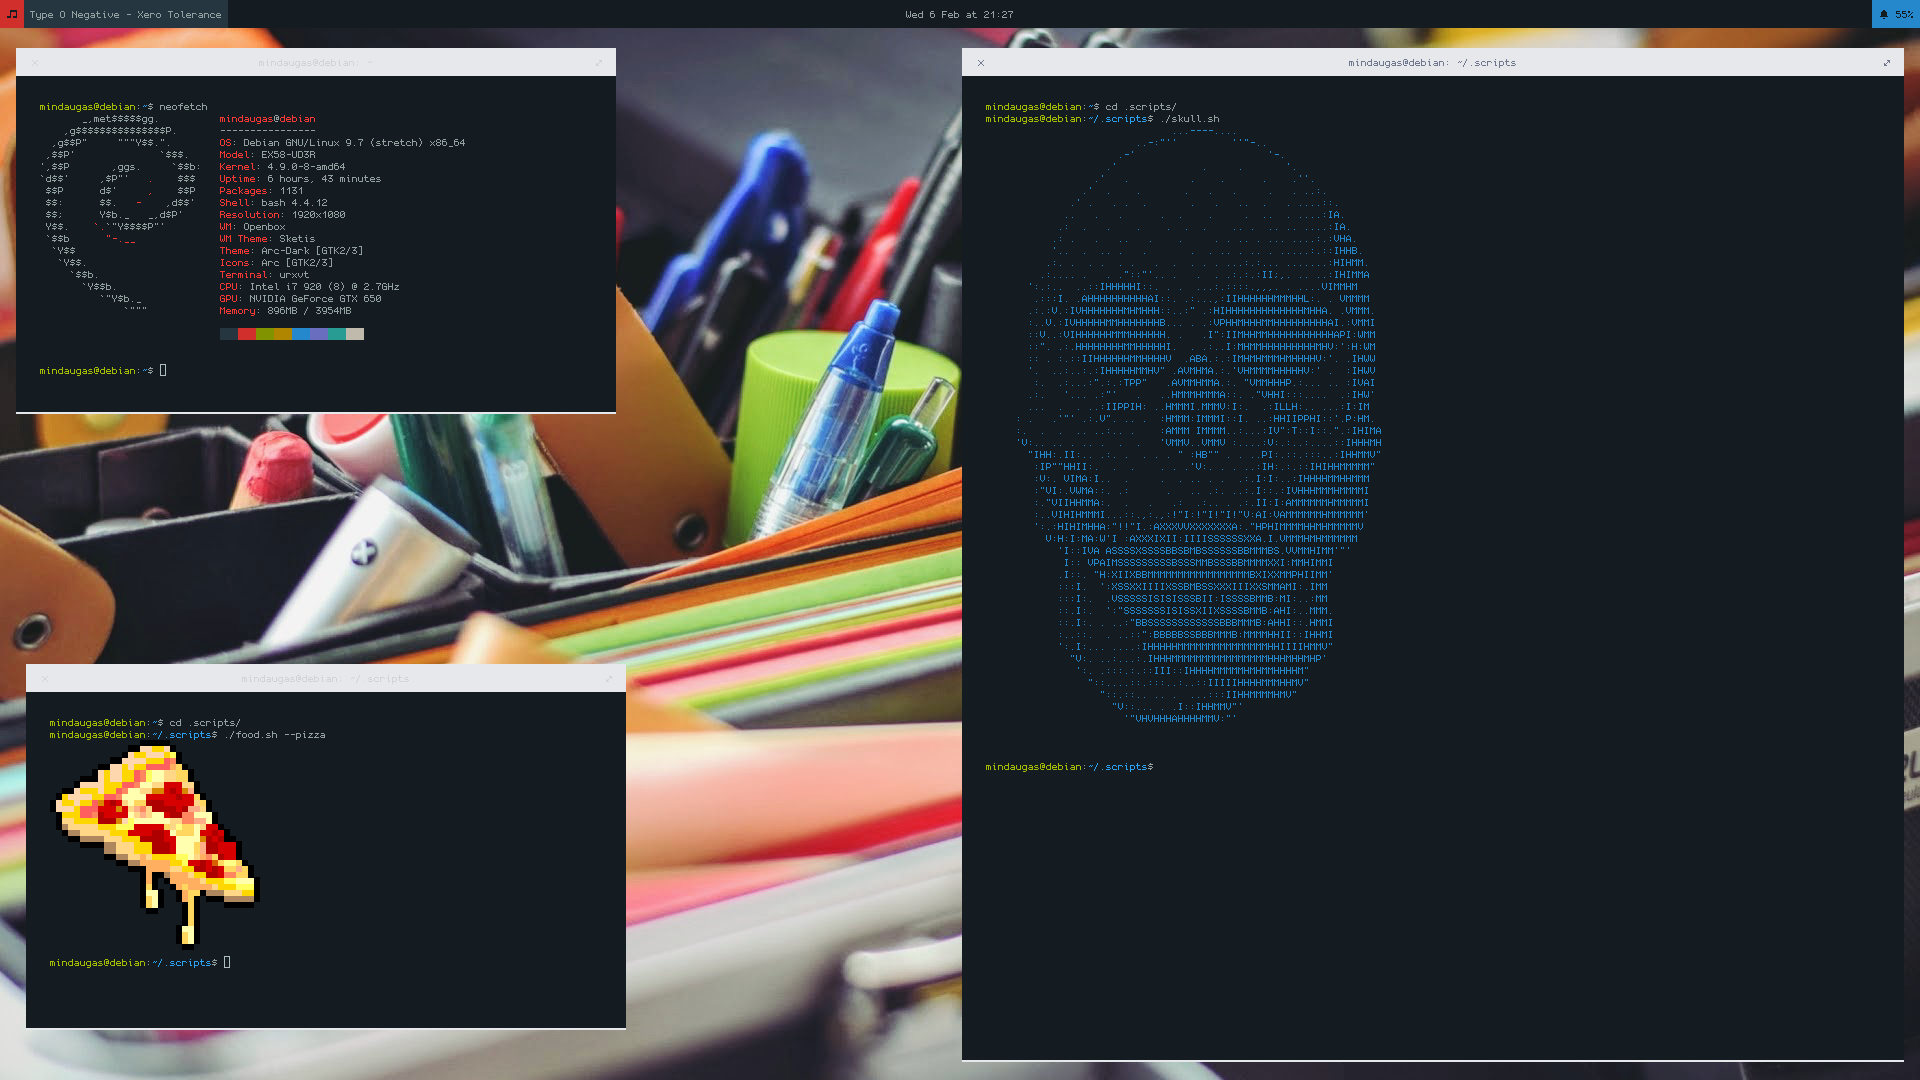 Type O Negative - Xero Tolerance
Wed 6 Feb at 21:27
55%
mindaugas@debian: ~
mindaugas@debian:~$ neofetch
mindaugas@debian
----------------
OS: Debian GNU/Linux 9.7 (stretch) x86_64
Model: EX58-UD3R
Kernel: 4.9.0-8-amd64
Uptime: 6 hours, 43 minutes
Packages: 1131
Shell: bash 4.4.12
Resolution: 1920x1080
WM: Openbox
WM Theme: Sketis
Theme: Arc-Dark [GTK2/3]
Icons: Arc [GTK2/3]
Terminal: urxvt
CPU: Intel i7 920 (8) @ 2.7GHz
GPU: NVIDIA GeForce GTX 650
Memory: 896MB / 3954MB
mindaugas@debian:~$
mindaugas@debian: ~/.scripts
mindaugas@debian:~$ cd .scripts/
mindaugas@debian:~/.scripts$ ./food.sh --pizza
mindaugas@debian:~/.scripts$
mindaugas@debian: ~/.scripts
mindaugas@debian:~$ cd .scripts/
mindaugas@debian:~/.scripts$ ./skull.sh
mindaugas@debian:~/.scripts$